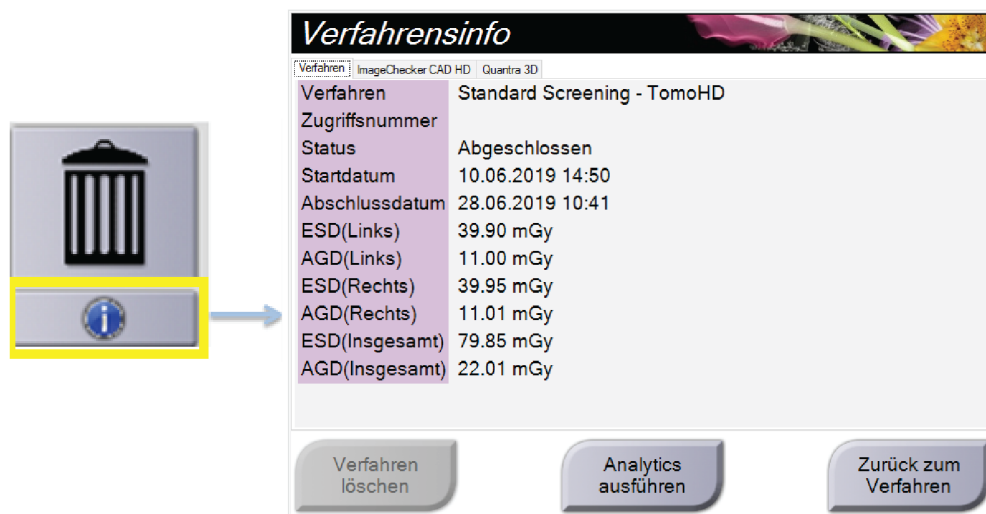 Verfahrensinfo
Verfahren ImageChecker CAD HD Quantra 3D
Verfahren Standard Screening - TomoHD
Zugriffsnummer
Status Abgeschlossen
Startdatum 10.06.2019 14:50
Abschlussdatum 28.06.2019 10:41
ESD(Links) 39.90 mGy
AGD(Links) 11.00 mGy
ESD(Rechts) 39.95 mGy
AGD(Rechts) 11.01 mGy
ESD(Insgesamt) 79.85 mGy
AGD(Insgesamt) 22.01 mGy
Verfahren löschen
Analytics ausführen
Zurück zum Verfahren